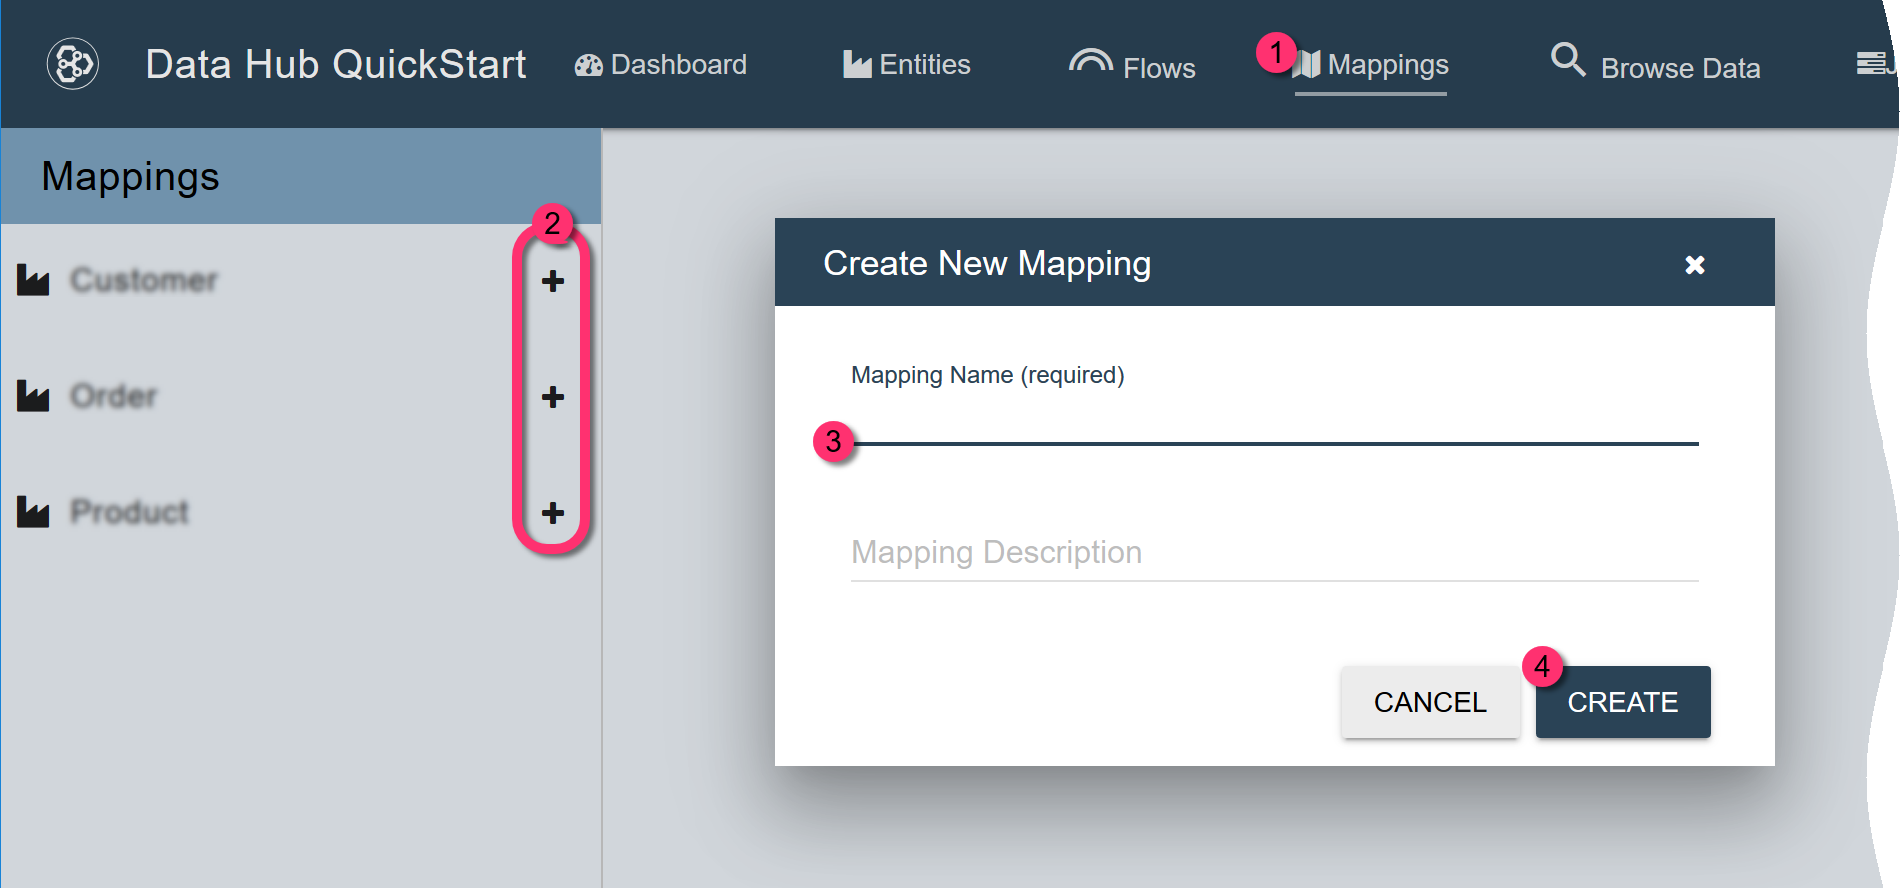 Data Hub QuickStart
Dashboard
Entities
Flows
1
Mappings
Browse Data
J
Mappings
2
Customer
Order
Product
Create New Mapping
Mapping Name (required)
3
Mapping Description
CANCEL
4
CREATE